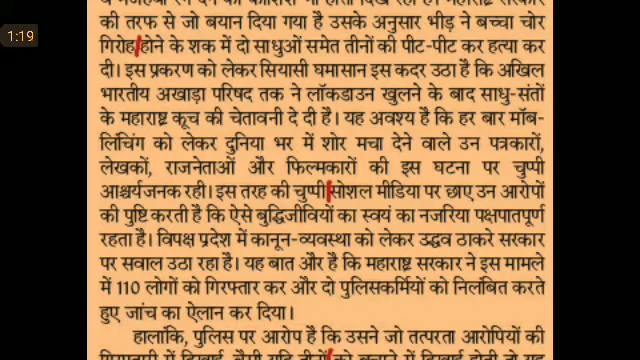 1:19
की तरफ से जो बयान दिया गया है उसके अनुसार भीड़ ने बच्चा चोर
गिरोह होने के शक में दो साधुओं समेत तीनों की पीट-पीट कर हत्या कर
दी। इस प्रकरण को लेकर सियासी घमासान इस कदर उठा है कि अखिल
भारतीय अखाड़ा परिषद तक ने लॉकडाउन खुलने के बाद साधु-संतों
के महाराष्ट्र कूच की चेतावनी दे दी है। यह अवश्य है कि हर बार मॉब-
लिंचिंग को लेकर दुनिया भर में शोर मचा देने वाले उन पत्रकारों,
लेखकों, राजनेताओं और फिल्मकारों की इस घटना पर चुप्पी
आश्चर्यजनक रही। इस तरह की चुप्पी सोशल मीडिया पर छाए उन आरोपों
की पुष्टि करती है कि ऐसे बुद्धिजीवियों का स्वयं का नजरिया पक्षपातपूर्ण
रहता है। विपक्ष प्रदेश में कानून-व्यवस्था को लेकर उद्धव ठाकरे सरकार
पर सवाल उठा रहा है। यह बात और है कि महाराष्ट्र सरकार ने इस मामले
में 110 लोगों को गिरफ्तार कर और दो पुलिसकर्मियों को निलंबित करते
हुए जांच का ऐलान कर दिया।
हालांकि, पुलिस पर आरोप है कि उसने जो तत्परता आरोपियों की